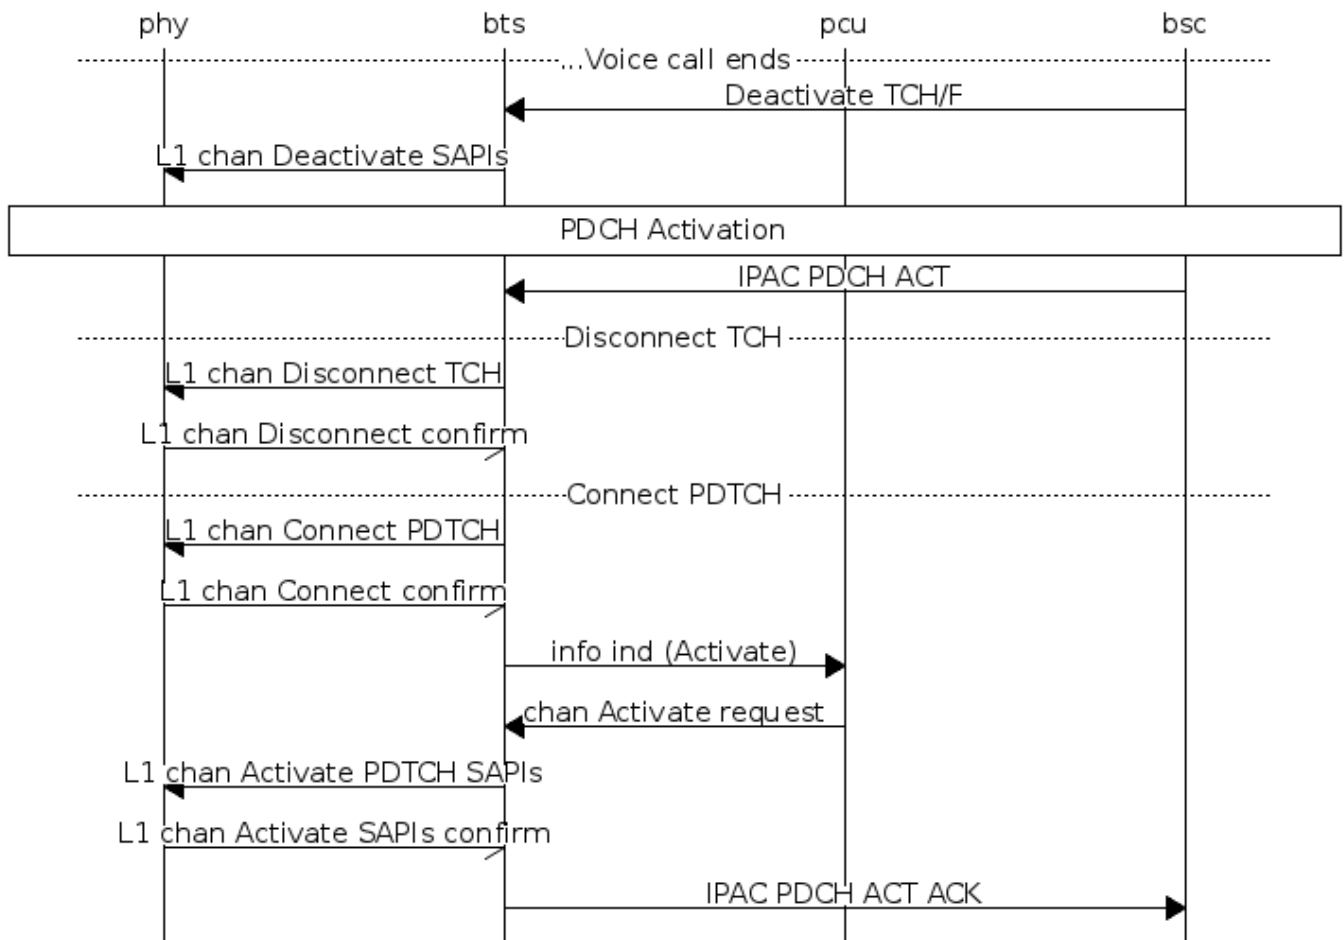 phy bts pcu bsc
...Voice call ends
Deactivate TCH/F
L1 chan Deactivate SAPIs
PDCH Activation
IPAC PDCH ACT
Disconnect TCH
L1 chan Disconnect TCH
L1 chan Disconnect confirm
Connect PDTCH
L1 chan Connect PDTCH
L1 chan Connect confirm
info ind (Activate)
chan Activate request
L1 chan Activate PDTCH SAPIs
L1 chan Activate SAPIs confirm
IPAC PDCH ACT ACK